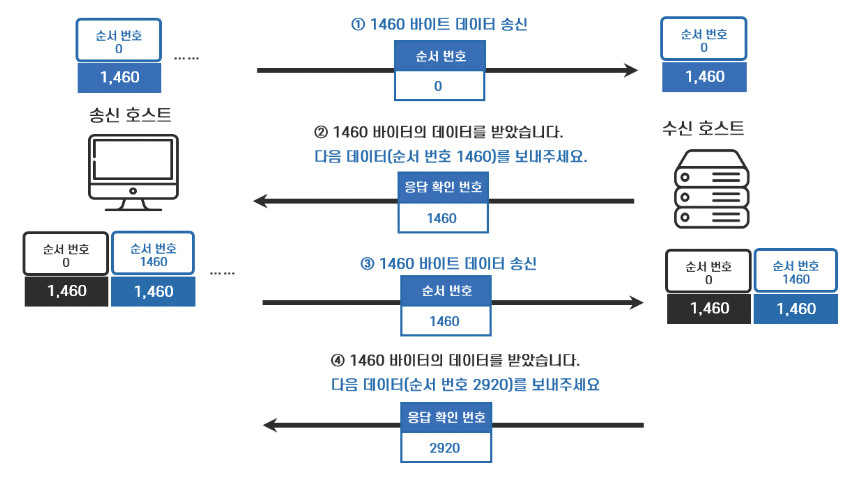 ① 1460 바이트 데이터 송신
순서 번호
0
1,460
……
순서 번호
0
순서 번호
0
1,460
송신 호스트
수신 호스트
② 1460 바이터의 데이터를 받았습니다.
다음 데이터(순서 번호 1460)를 보내주세요.
응답 확인 번호
1460
순서 번호
0
1,460
순서 번호
1460
1,460
……
③ 1460 바이트 데이터 송신
순서 번호
1460
순서 번호
0
1,460
순서 번호
1460
1,460
④ 1460 바이터의 데이터를 받았습니다.
다음 데이터(순서 번호 2920)를 보내주세요
응답 확인 번호
2920